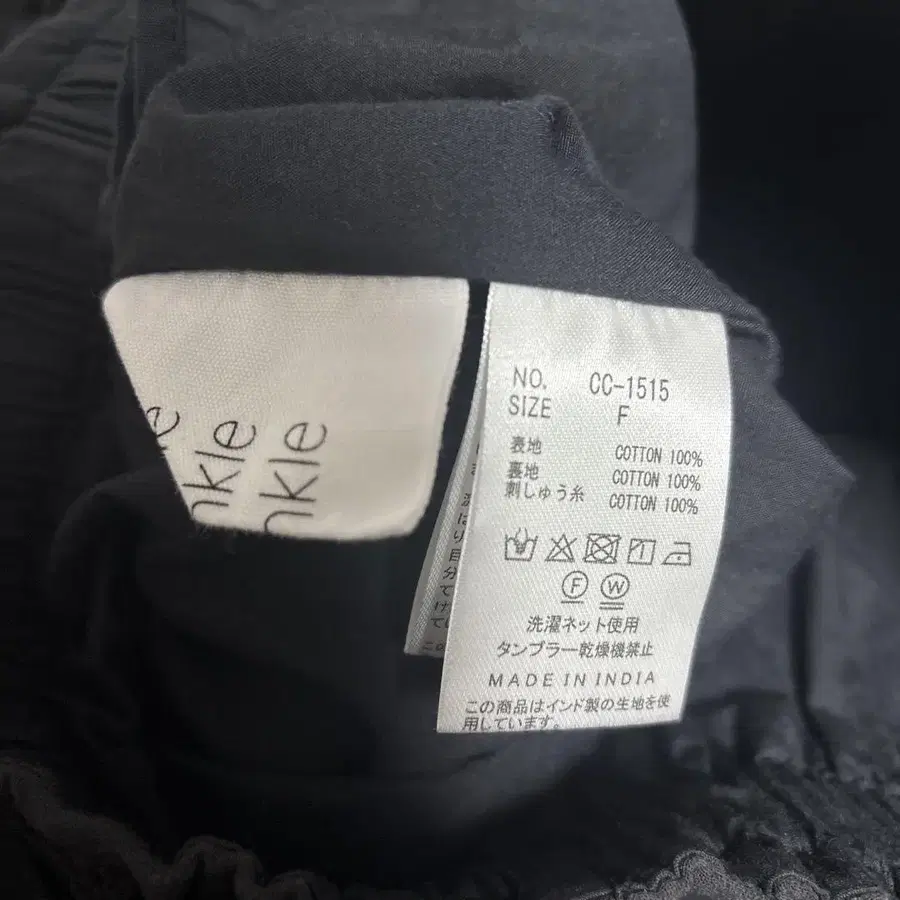 nkle
nkle
NO. CC-1515
SIZE F
表地 COTTON 100%
裏地 COTTON 100%
刺しゅう糸 COTTON 100%
F W
洗濯ネット使用
タンブラー乾燥機禁止
MADE IN INDIA
この商品はインド製の生地を使
用しています。